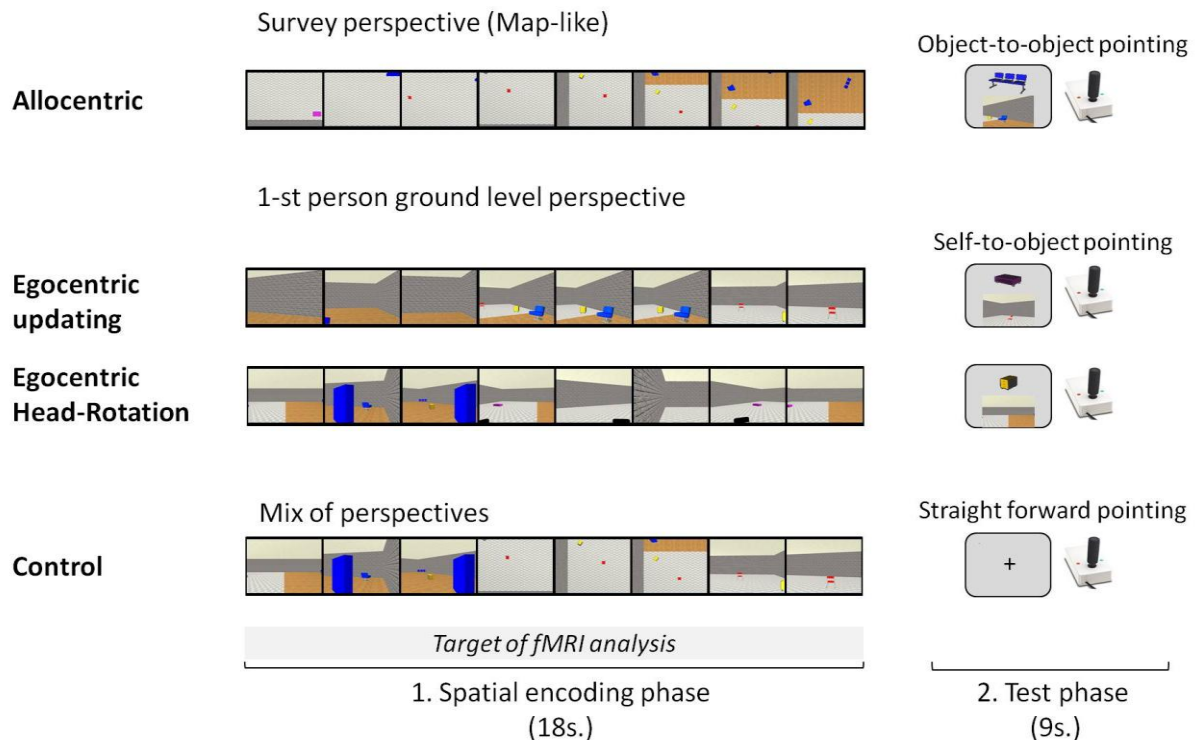 Survey perspective (Map-like)
Object-to-object pointing
Allocentric
1-st person ground level perspective
Self-to-object pointing
Egocentric
updating
Egocentric
Head-Rotation
Mix of perspectives
Straight forward pointing
Control
+
Target of fMRI analysis
1. Spatial encoding phase
(18s.)
2. Test phase
(9s.)